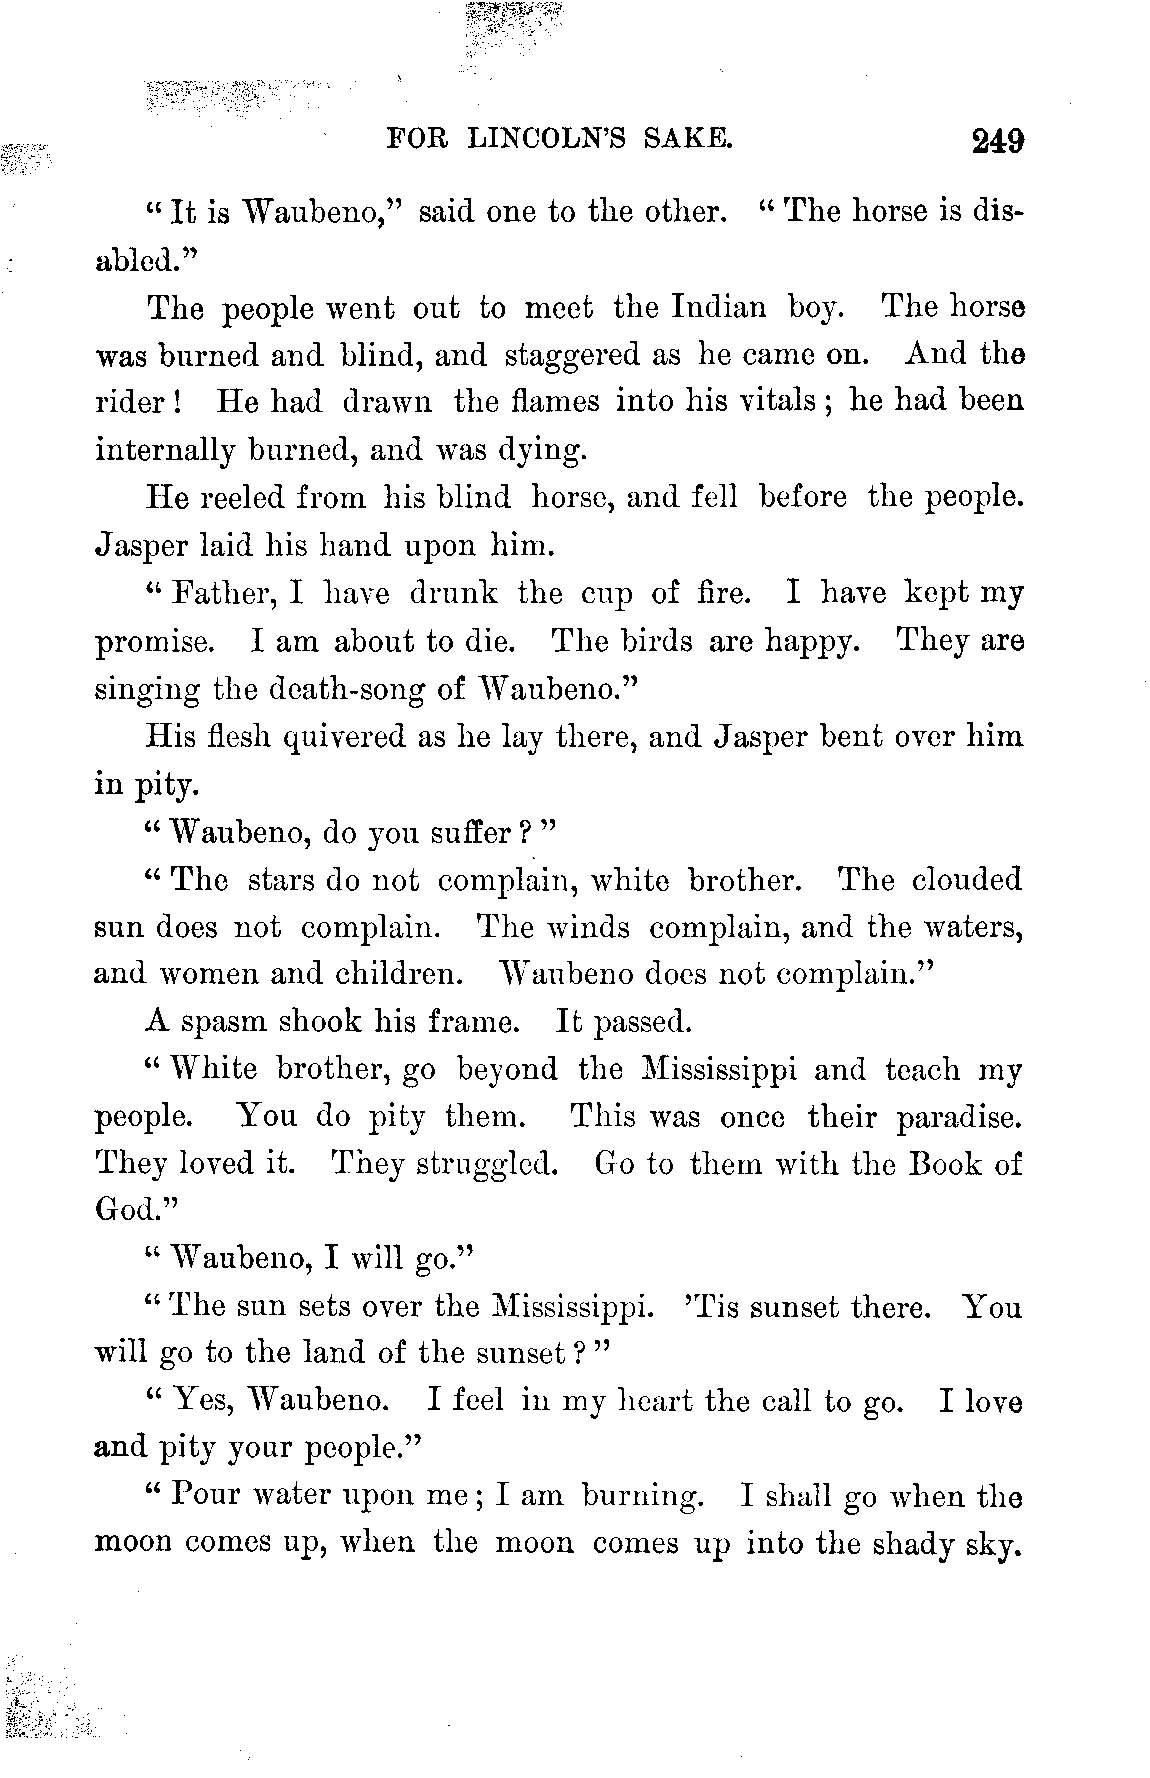 FOR LINCOLN'S SAKE. 249
“ It is Waubeno,” said one to the other. “ The horse is dis-
abled.”
The people went out to meet the Indian boy. The horse
was burned and blind, and staggered as he came on. And the
rider ! He had drawn the flames into his vitals ; he had been
internally burned, and was dying.
He reeled from his blind horse, and fell before the people.
Jasper laid his hand upon him.
“ Father, I have drunk the cup of fire. I have kept my
promise. I am about to die. The birds are happy. They are
singing the death-song of Waubeno.”
His flesh quivered as he lay there, and Jasper bent over him
in pity.
“ Waubeno, do you suffer ? ”
“ The stars do not complain, white brother. The clouded
sun does not complain. The winds complain, and the waters,
and women and children. Waubeno does not complain.”
A spasm shook his frame. It passed.
“ White brother, go beyond the Mississippi and teach my
people. You do pity them. This was once their paradise.
They loved it. They struggled. Go to them with the Book of
God.”
“ Waubeno, I will go.”
“ The sun sets over the Mississippi. ’Tis sunset there. You
will go to the land of the sunset ? ”
“ Yes, Waubeno. I feel in my heart the call to go. I love
and pity your people.”
“ Pour water upon me ; I am burning. I shall go when the
moon comes up, when the moon comes up into the shady sky.